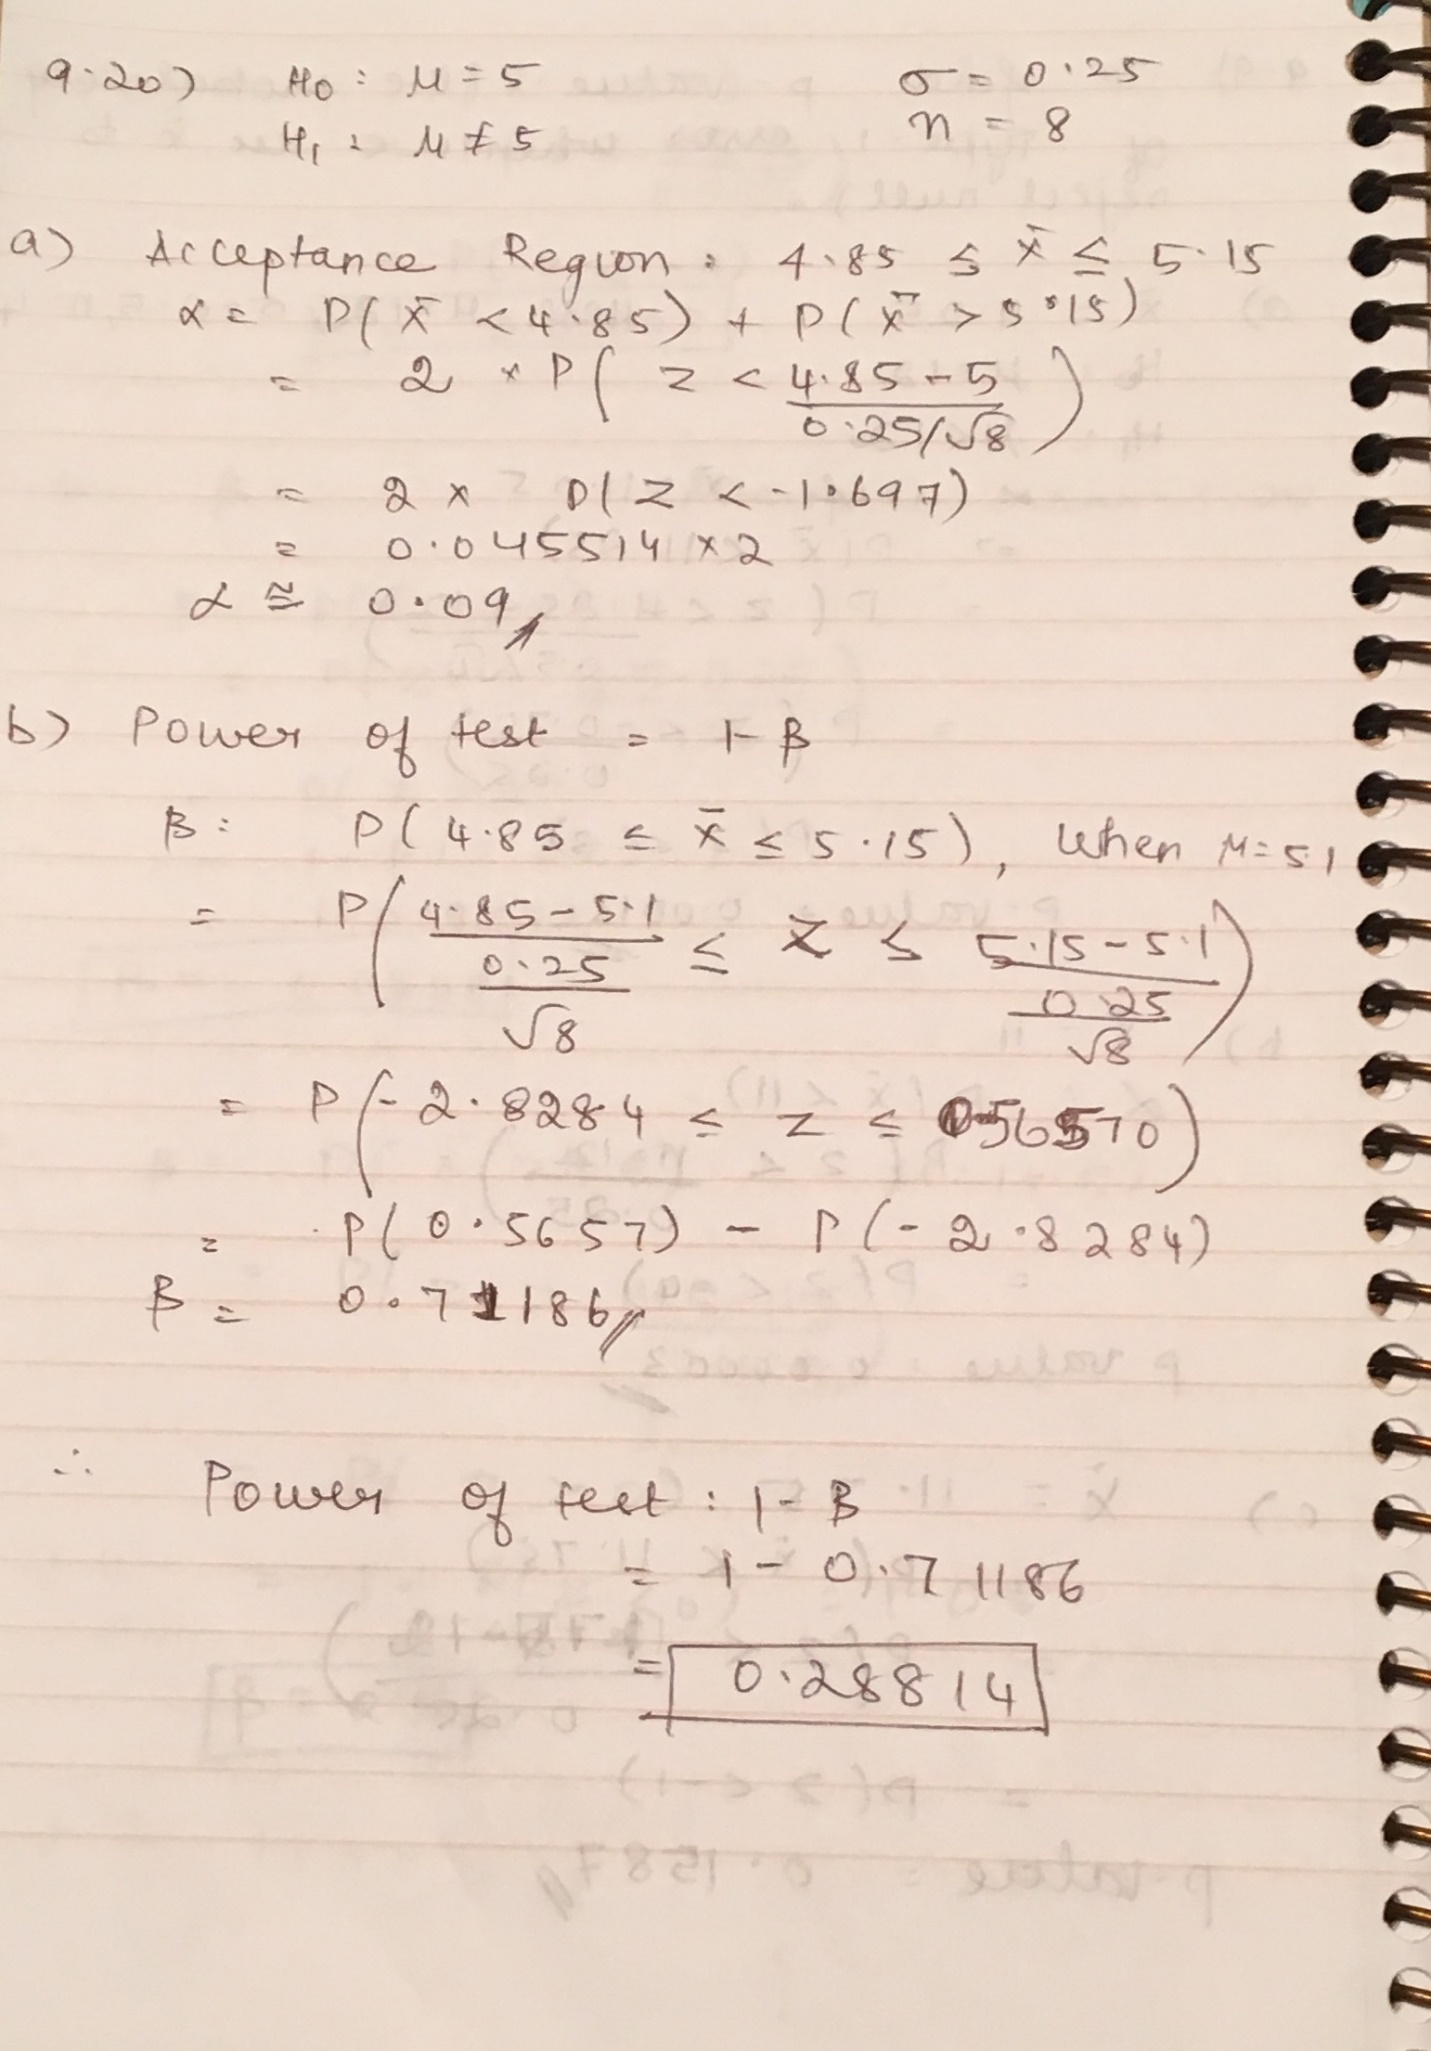 9.20) H₀ : μ = 5 σ = 0.25
H₁ : μ ≠ 5 n = 8
a) Acceptance Region : 4.85 ≤ x̄ ≤ 5.15
α = P( x̄ < 4.85) + P( x̄ > 5.15)
= 2 × P( z < (4.85 - 5)/(0.25/√8) )
= 2 × P( z < -1.697)
= 0.045514 × 2
α ≅ 0.09
b) Power of test = 1-β
β : P( 4.85 ≤ x̄ ≤ 5.15), when μ=5.1
= P( (4.85 - 5.1)/(0.25/√8) ≤ z ≤ (5.15 - 5.1)/(0.25/√8) )
= P( -2.8284 ≤ z ≤ 0.56570)
= P( 0.5657) - P(-2.8284)
β = 0.71186
∴ Power of test : 1-β
= 1 - 0.71186
= 0.28814